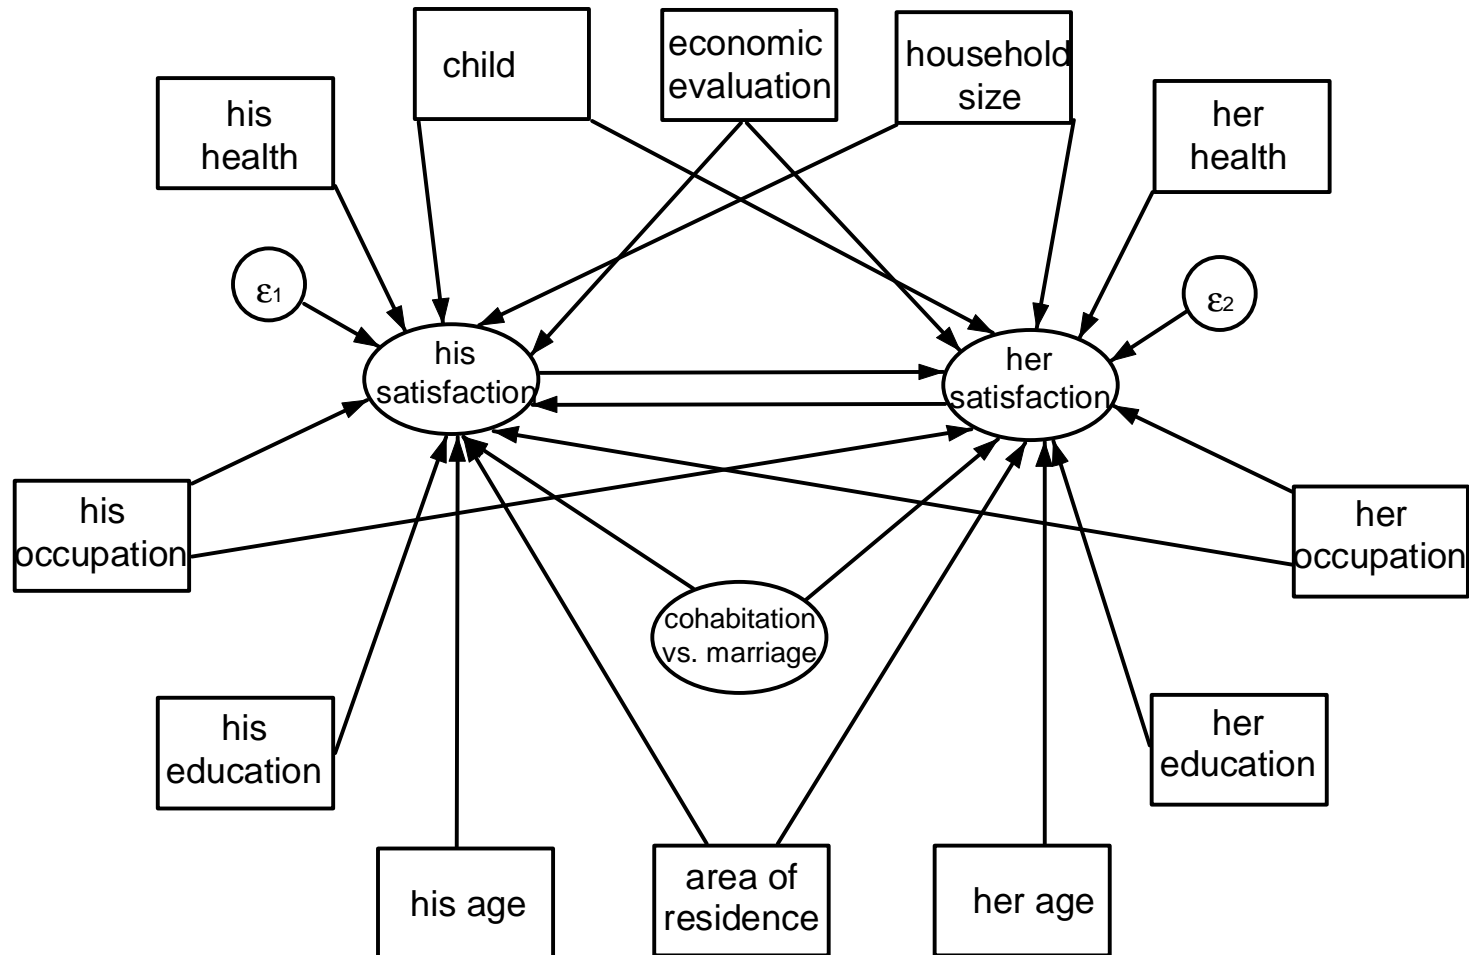 child
economic
evaluation
household
size
his
health
her
health
ε1
ε2
his
satisfaction
her
satisfaction
his
occupation
her
occupation
cohabitation
vs. marriage
his
education
her
education
his age
area of
residence
her age